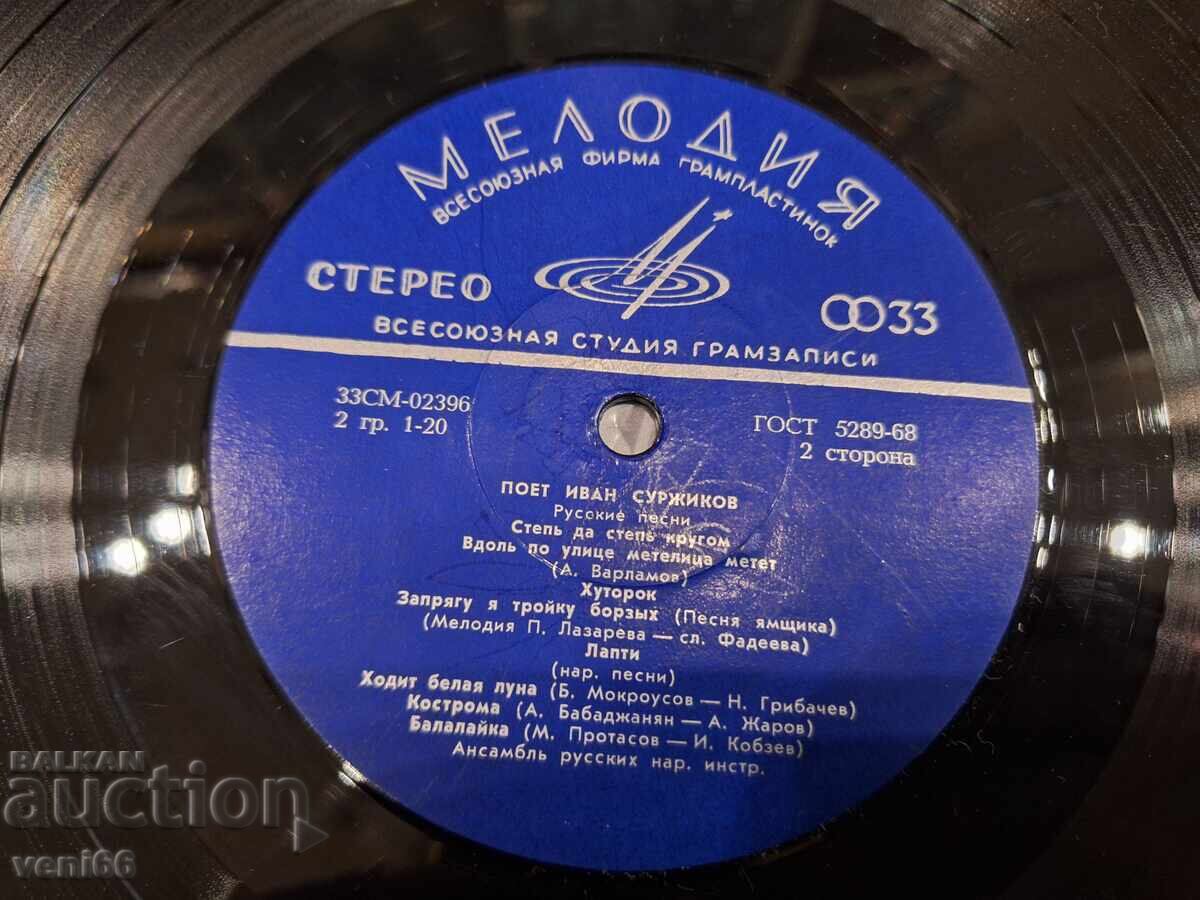 МЕЛОДИЯ
ВСЕСОЮЗНАЯ ФИРМА ГРАМПЛАСТИНОК
СТЕРЕО
33
ВСЕСОЮЗНАЯ СТУДИЯ ГРАМЗАПИСИ
33СМ-02396
2 гр. 1-20
ГОСТ 5289-68
2 сторона
ПОЕТ ИВАН СУРЖИКОВ
Русские песни
Степь да степь кругом
Вдоль по улице метелица метет
(А. Варламов)
Хуторок
Запрягу я тройку борзых (Песня ямщика)
(Мелодия П. Лазарева — сл. Фадеева)
Лапти
(нар. песни)
Ходит белая луна (Б. Мокроусов — Н. Грибачев)
Кострома (А. Бабаджанян — А. Жаров)
Балалайка (М. Протасов — И. Кобзев)
Ансамбль русских нар. инстр.
BALKAN
auction
veni66